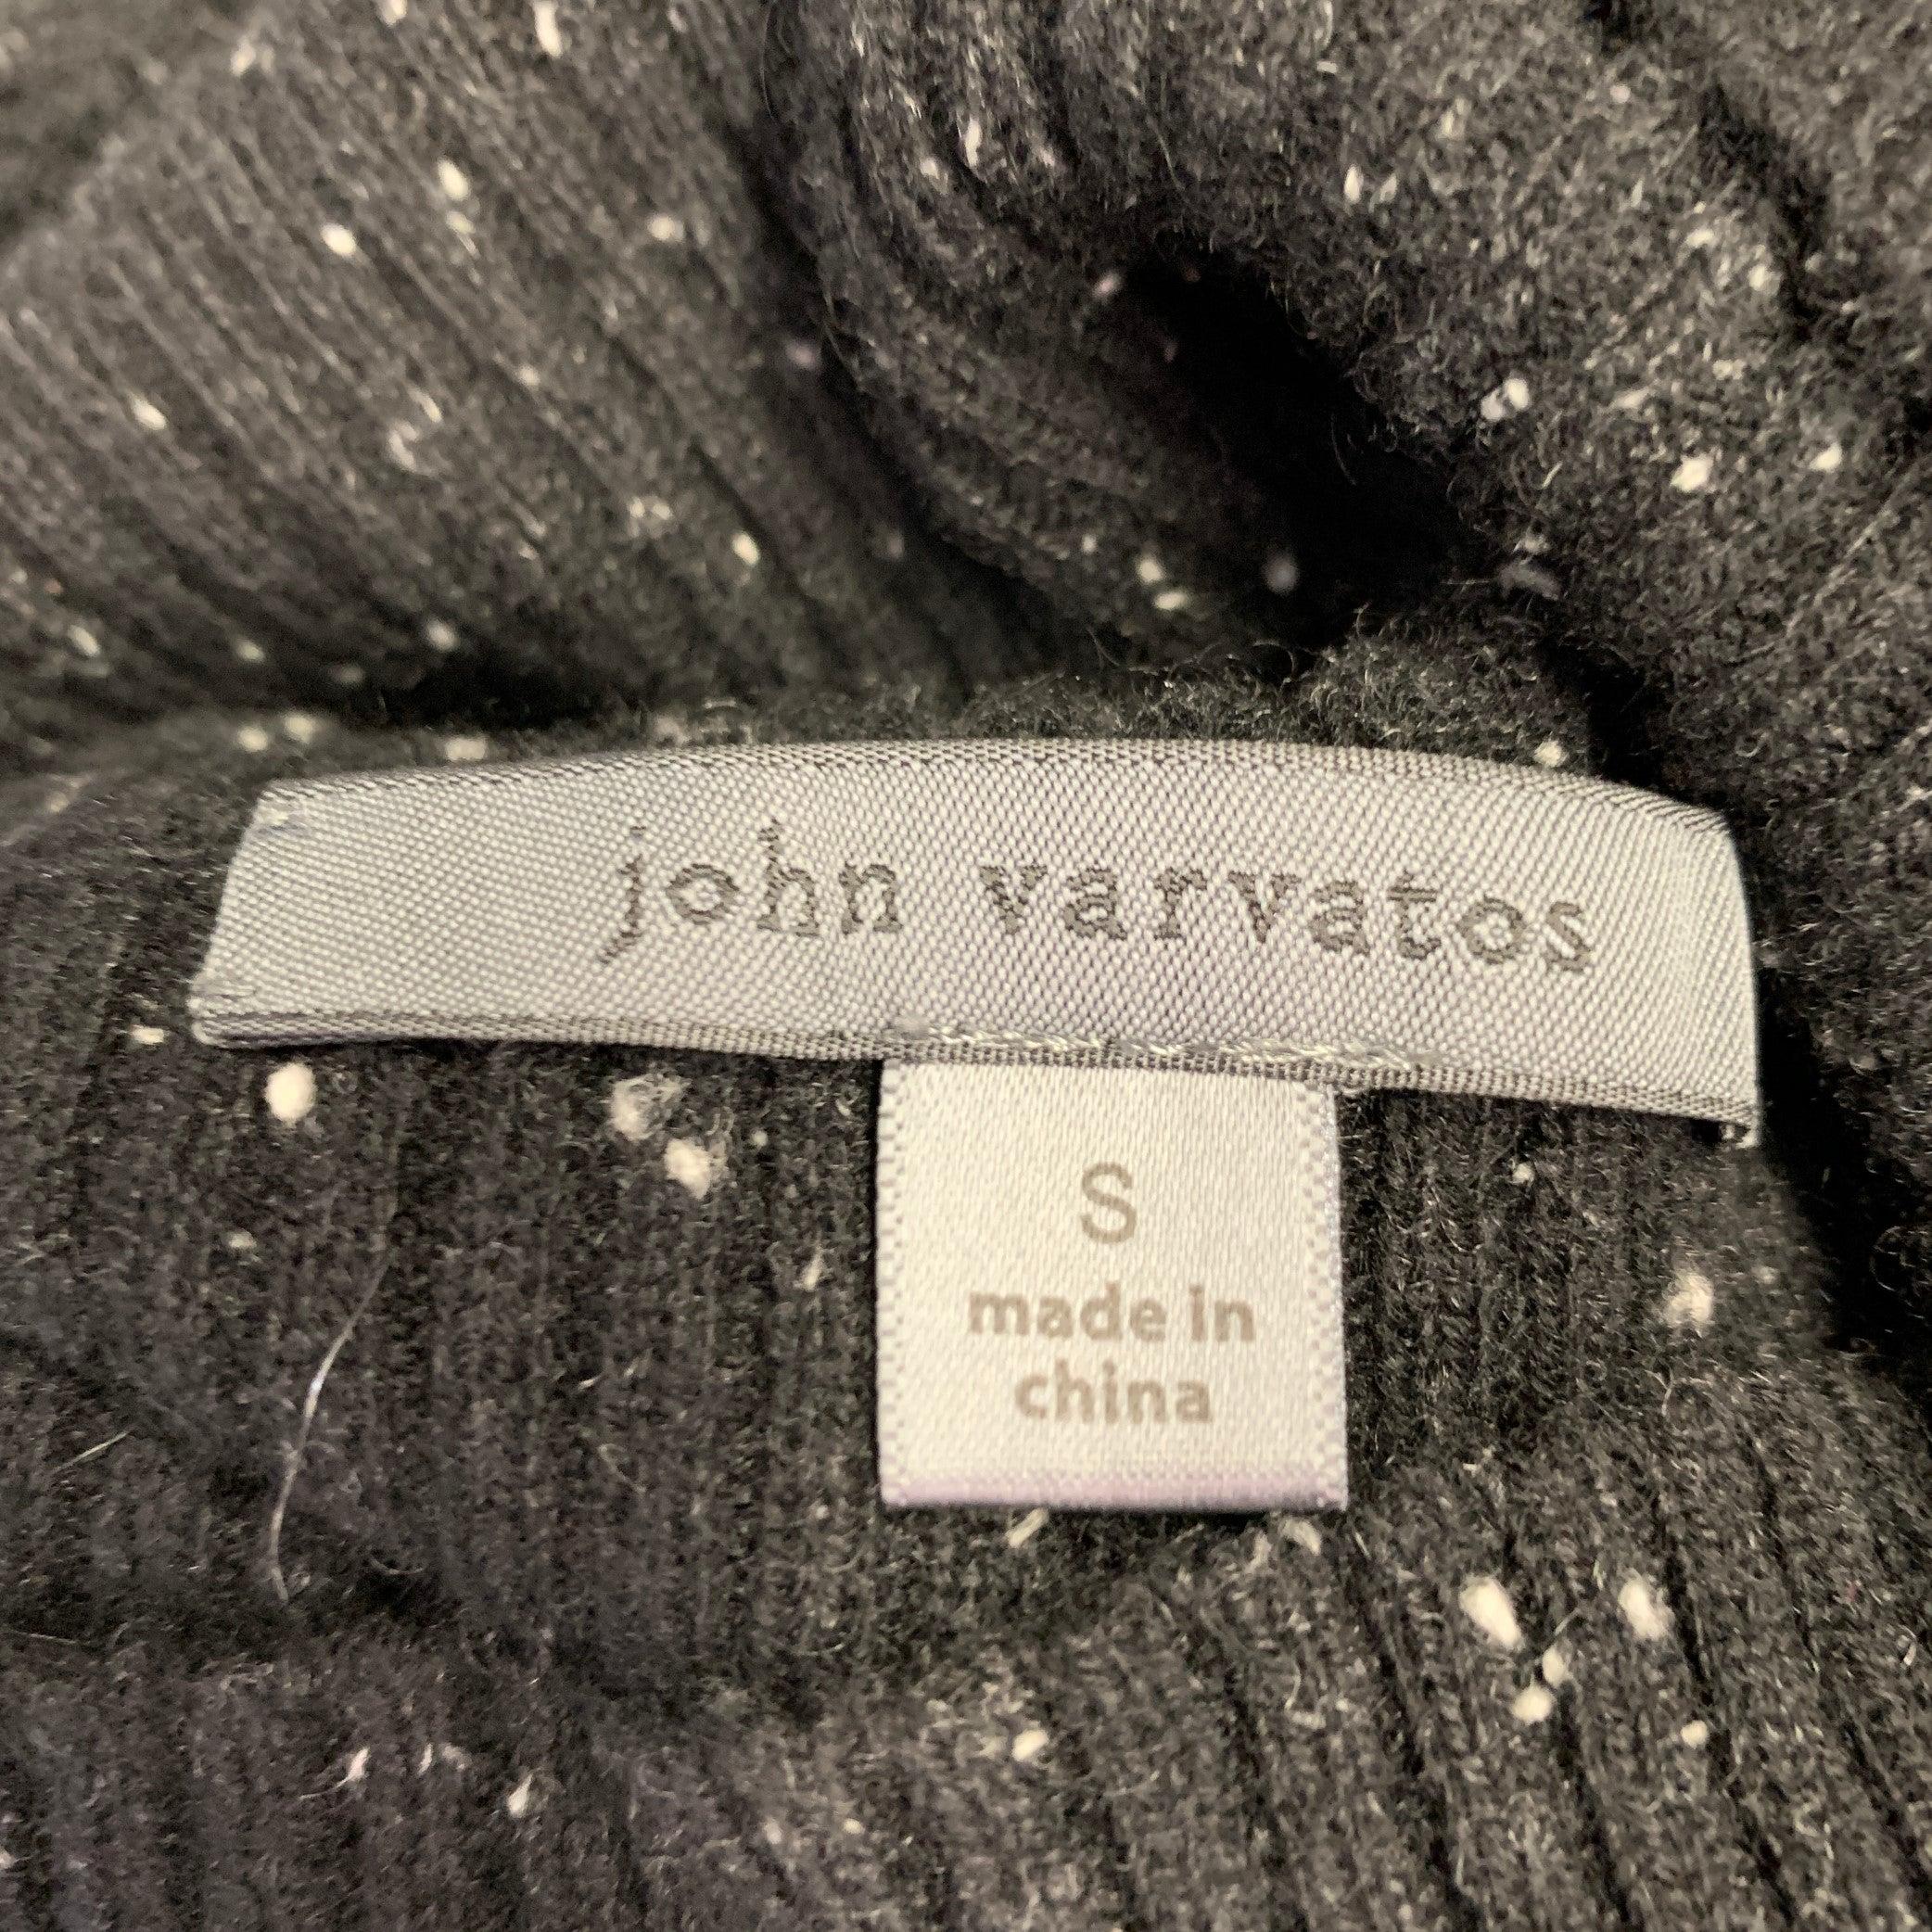 john varvatos
S
made in
china